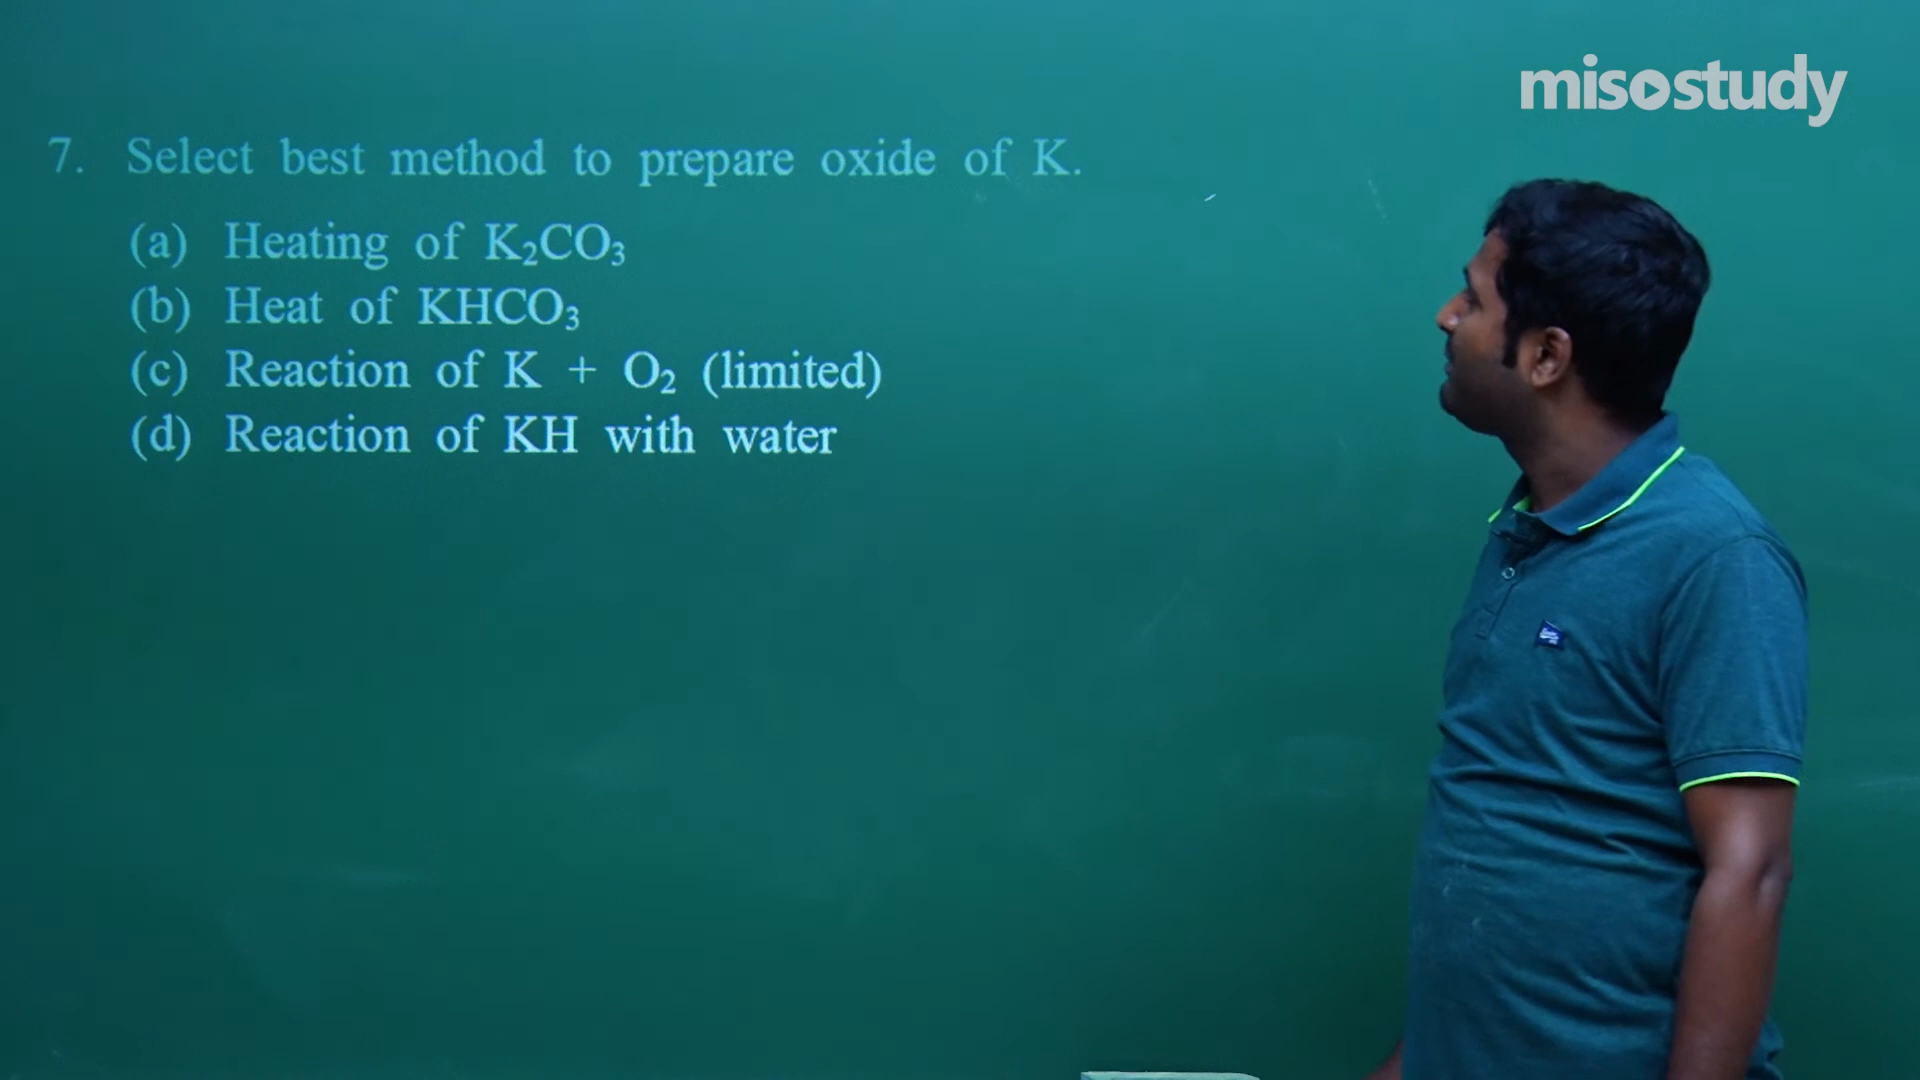 misostudy
7. Select best method to prepare oxide of K.
(a) Heating of K₂CO₃
(b) Heat of KHCO₃
(c) Reaction of K + O₂ (limited)
(d) Reaction of KH with water